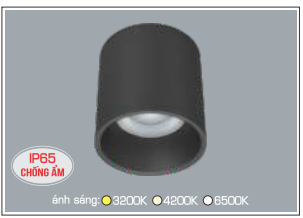 IP65
CHỐNG ẨM
ánh sáng: 3200K 4200K 6500K